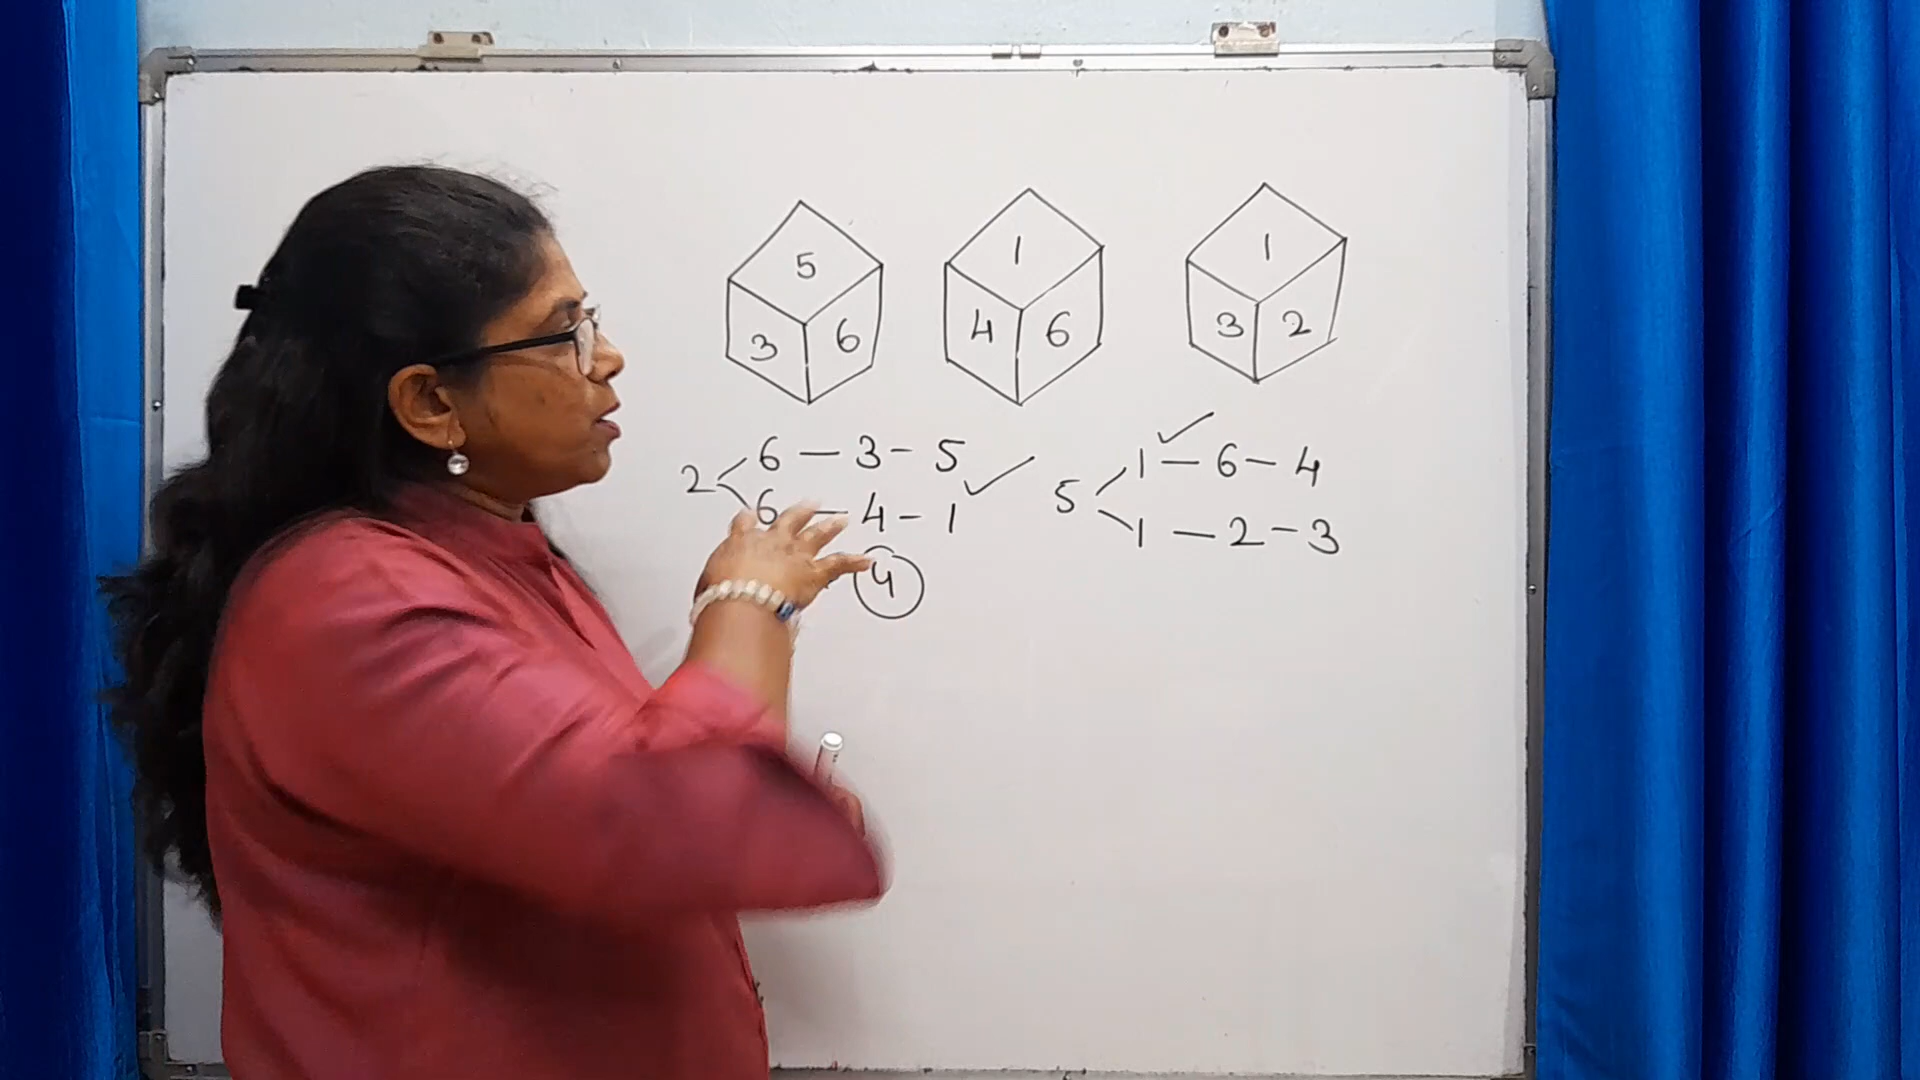 5
3 6
1
4 6
1
3 2
2 < 6 — 3 - 5
6 — 4 - 1 ✓
4
✓
5 < 1 — 6 - 4
1 — 2 - 3